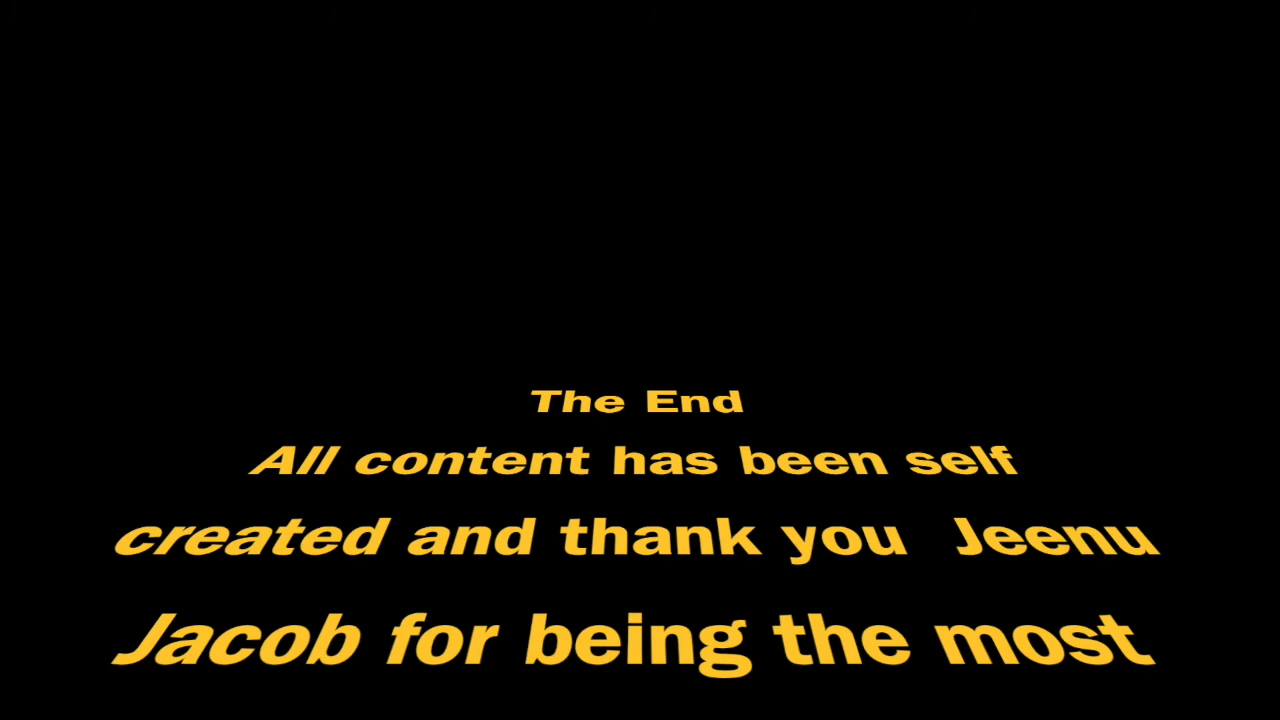 The End
All content has been self
created and thank you  Jeenu
Jacob for being the most